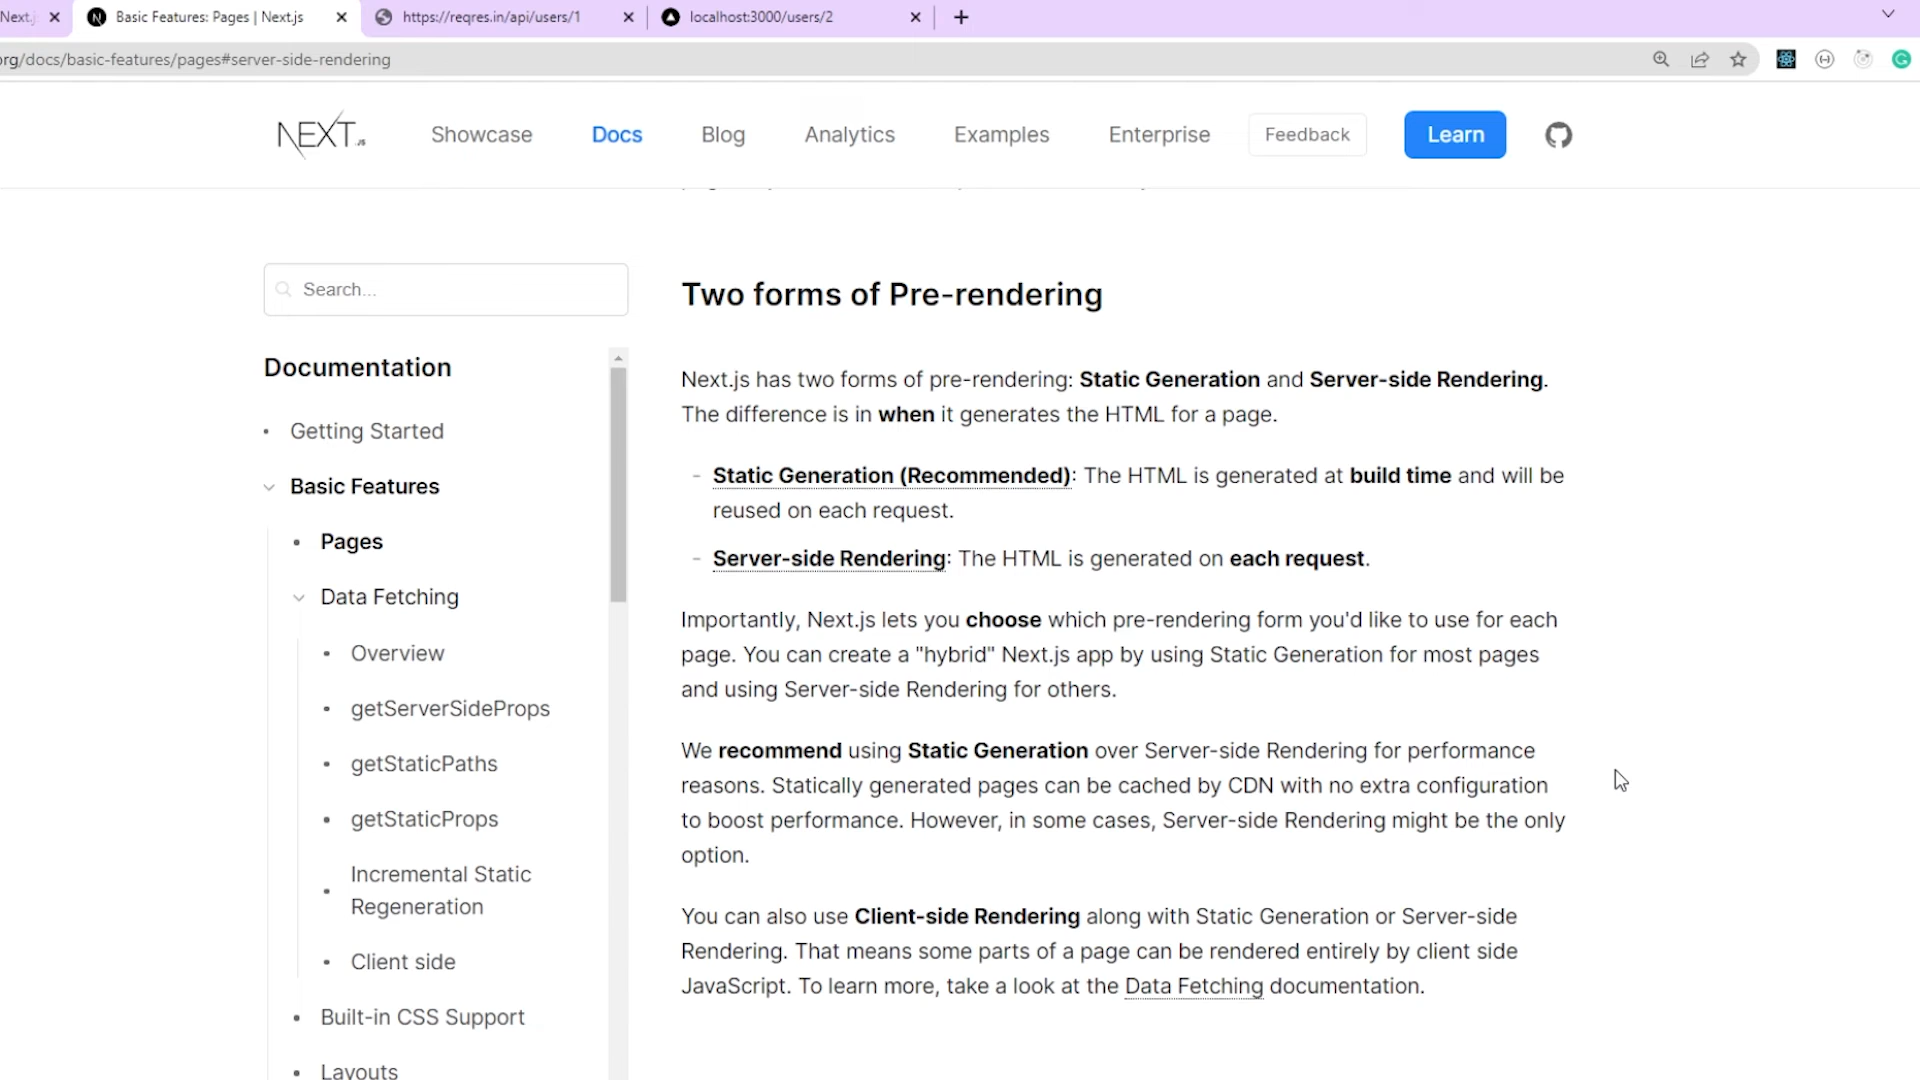 Next.j
Basic Features: Pages | Next.js
https://reqres.in/api/users/1
localhost:3000/users/2
org/docs/basic-features/pages#server-side-rendering
NEXT.JS
Showcase
Docs
Blog
Analytics
Examples
Enterprise
Feedback
Learn
Search...
Documentation
Getting Started
Basic Features
Pages
Data Fetching
Overview
getServerSideProps
getStaticPaths
getStaticProps
Incremental Static
Regeneration
Client side
Built-in CSS Support
Layouts
Two forms of Pre-rendering
Next.js has two forms of pre-rendering: Static Generation and Server-side Rendering.
The difference is in when it generates the HTML for a page.
- Static Generation (Recommended): The HTML is generated at build time and will be
reused on each request.
- Server-side Rendering: The HTML is generated on each request.
Importantly, Next.js lets you choose which pre-rendering form you'd like to use for each
page. You can create a "hybrid" Next.js app by using Static Generation for most pages
and using Server-side Rendering for others.
We recommend using Static Generation over Server-side Rendering for performance
reasons. Statically generated pages can be cached by CDN with no extra configuration
to boost performance. However, in some cases, Server-side Rendering might be the only
option.
You can also use Client-side Rendering along with Static Generation or Server-side
Rendering. That means some parts of a page can be rendered entirely by client side
JavaScript. To learn more, take a look at the Data Fetching documentation.